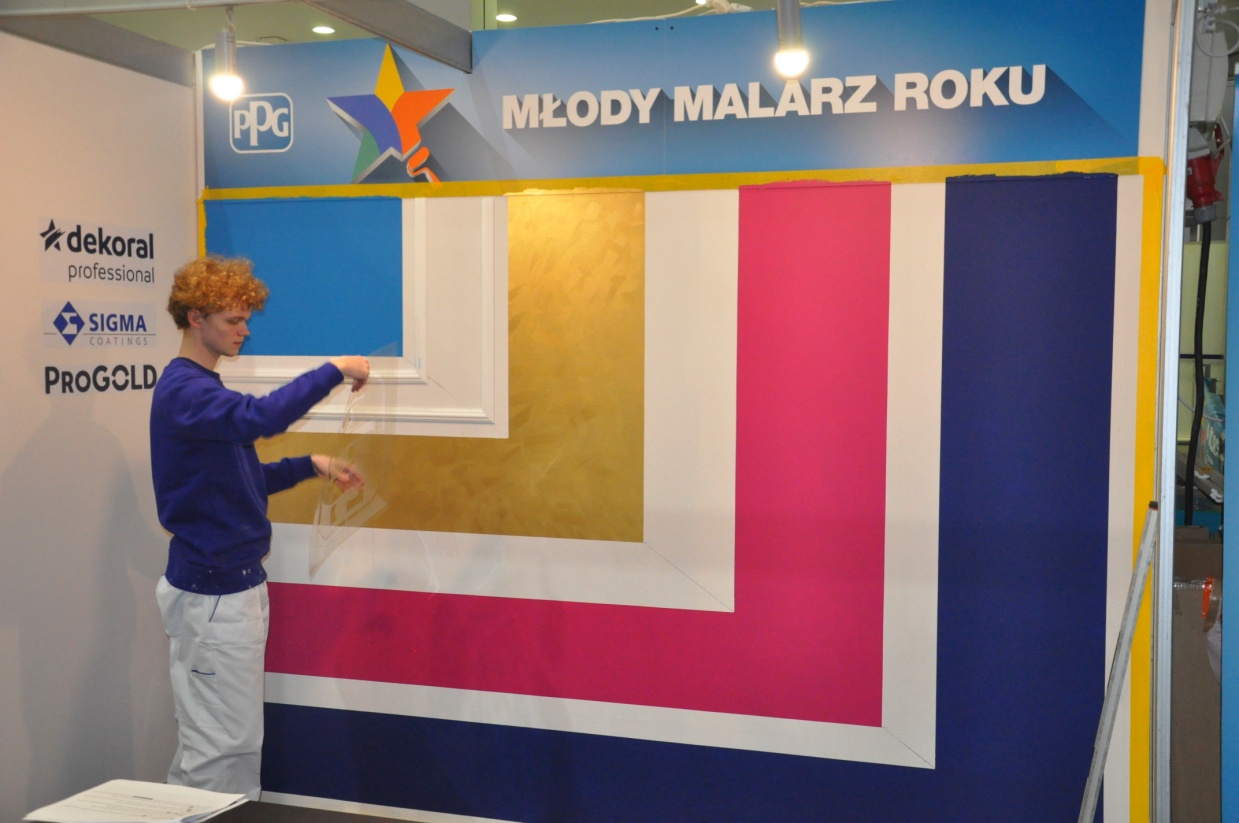 PPG
MŁODY MALARZ ROKU
dekoral
professional
SIGMA
COATINGS
PROGOLD